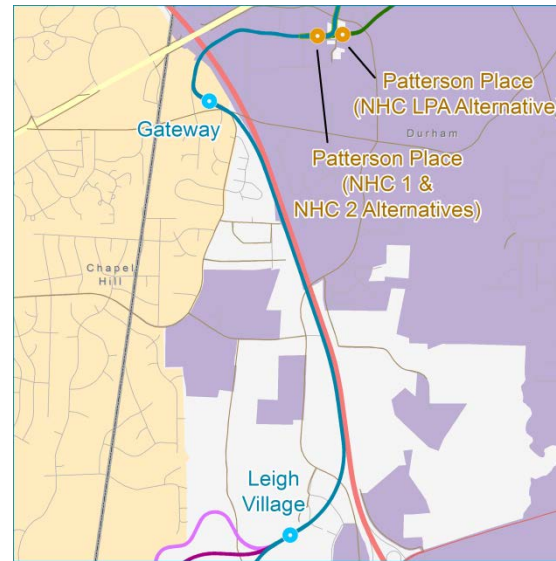 Patterson Place
(NHC LPA Alternative
Durham
Gateway
Patterson Place
(NHC 1 &
NHC 2 Alternatives)
Chapel
Hill
Leigh
Village